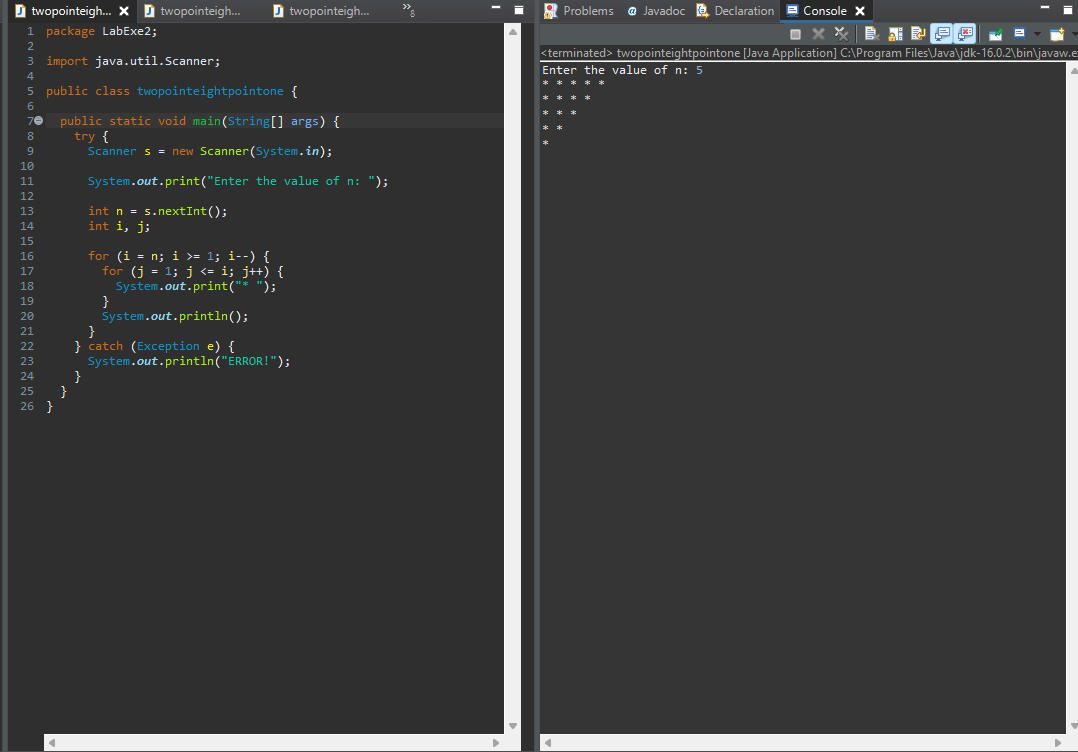 twopointeigh...
twopointeigh...
twopointeigh...
»8
1 package LabExe2;
2
3 import java.util.Scanner;
4
5 public class twopointeightpointone {
6
7 public static void main(String[] args) {
8 try {
9 Scanner s = new Scanner(System.in);
10
11 System.out.print("Enter the value of n: ");
12
13 int n = s.nextInt();
14 int i, j;
15
16 for (i = n; i >= 1; i--) {
17 for (j = 1; j <= i; j++) {
18 System.out.print("* ");
19 }
20 System.out.println();
21 }
22 } catch (Exception e) {
23 System.out.println("ERROR!");
24 }
25 }
26 }
Problems
Javadoc
Declaration
Console
<terminated> twopointeightpointone [Java Application] C:\Program Files\Java\jdk-16.0.2\bin\javaw.e
Enter the value of n: 5
* * * * *
* * * *
* * *
* *
*